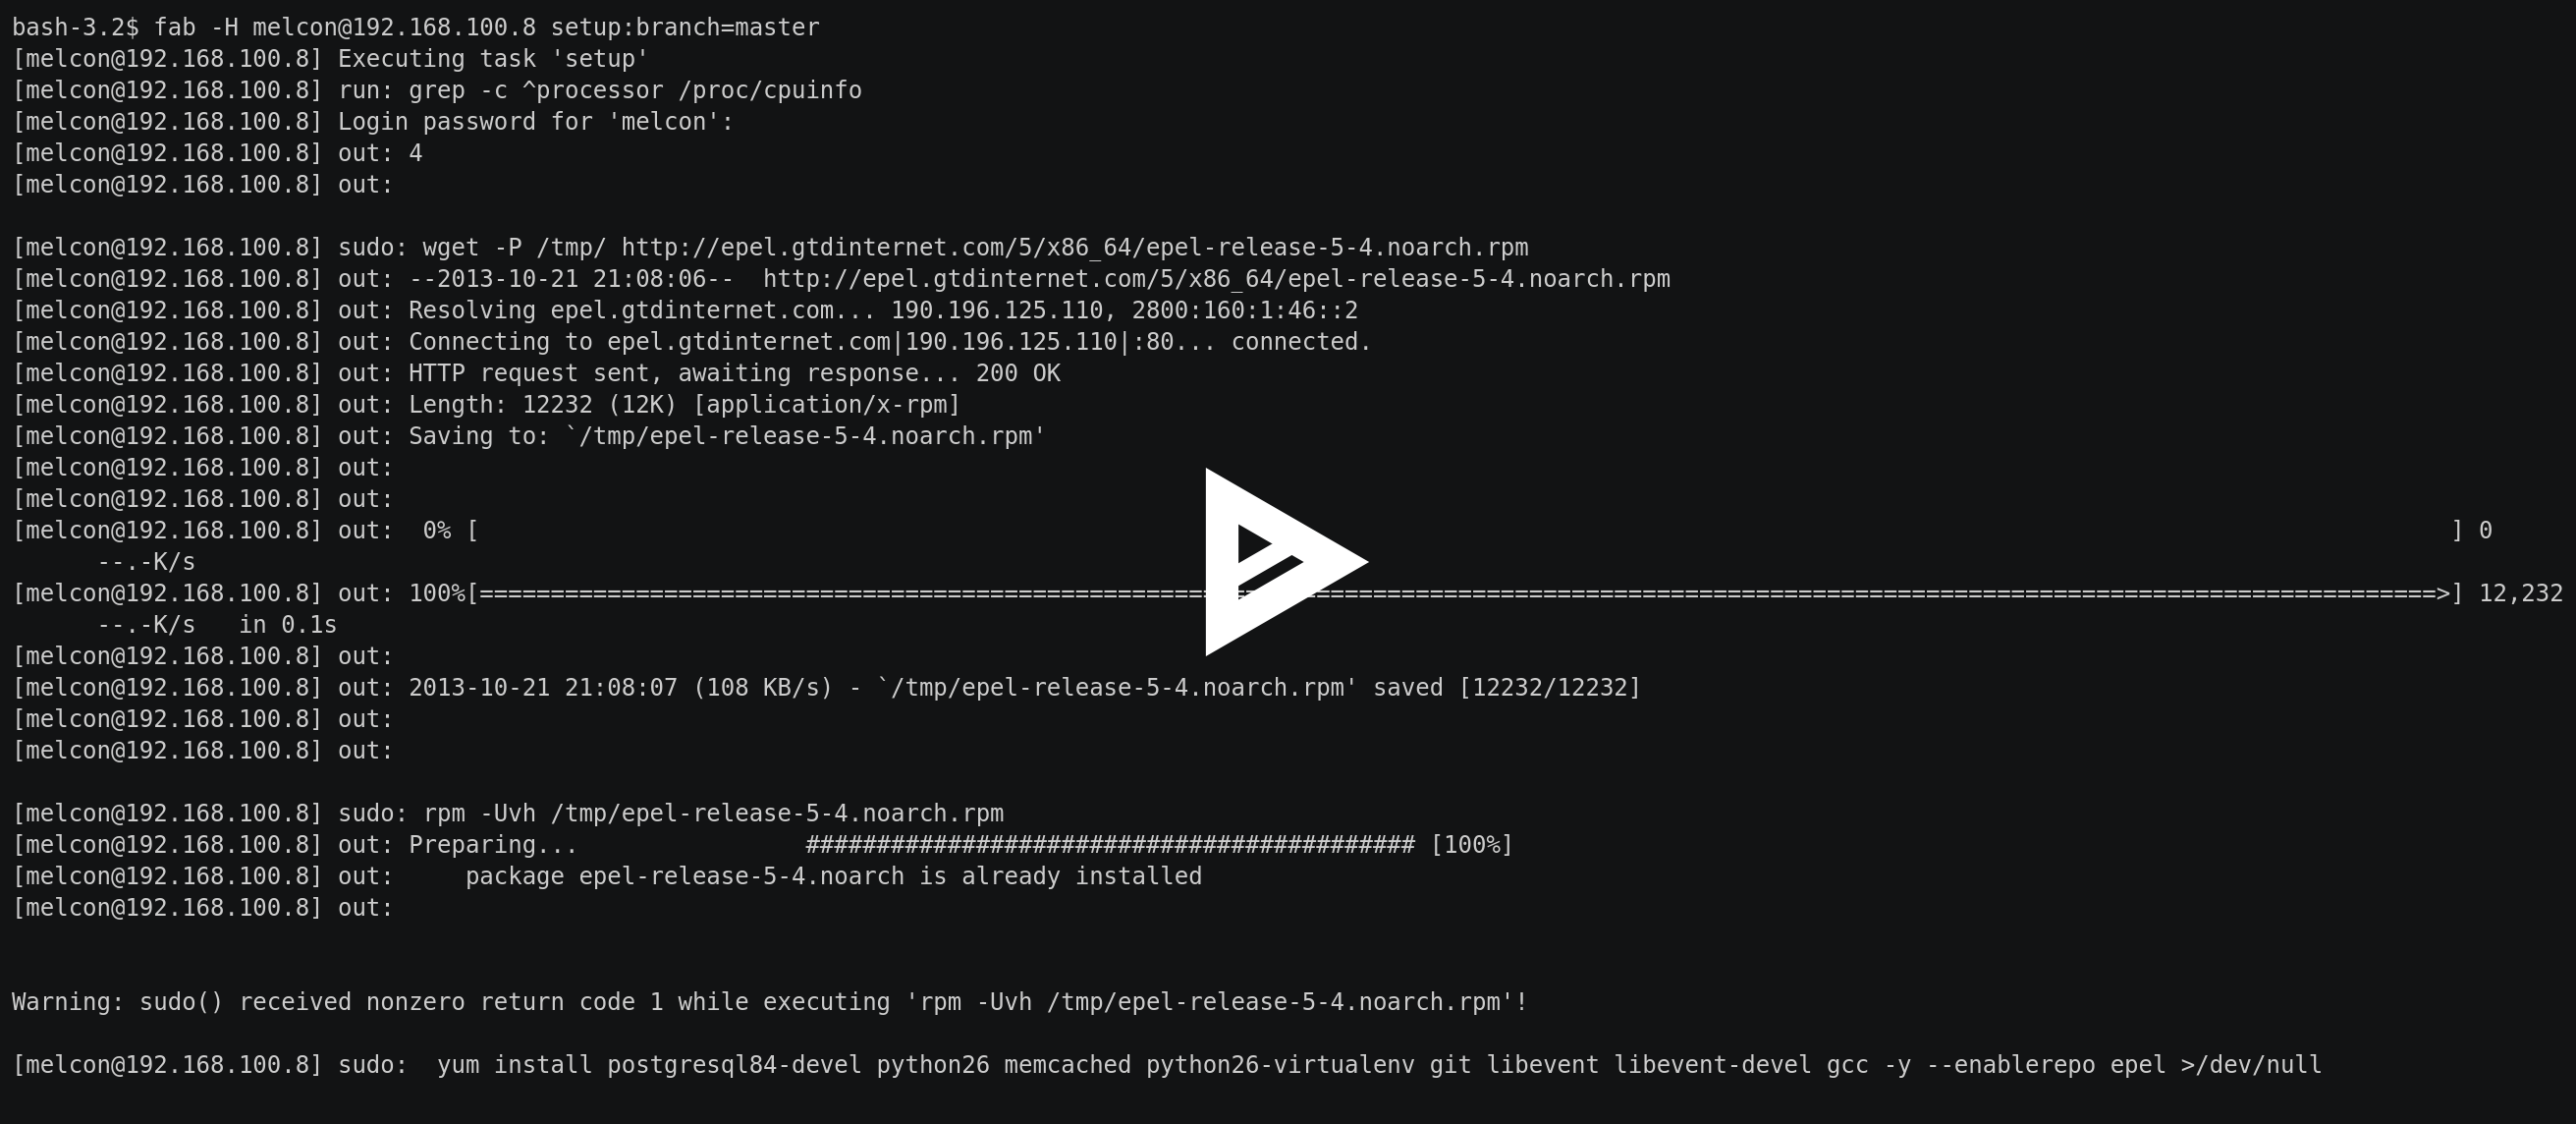 bash-3.2$ fab -H melcon@192.168.100.8 setup:branch=master
[melcon@192.168.100.8] Executing task 'setup'
[melcon@192.168.100.8] run: grep -c ^processor /proc/cpuinfo
[melcon@192.168.100.8] Login password for 'melcon':
[melcon@192.168.100.8] out: 4
[melcon@192.168.100.8] out:
[melcon@192.168.100.8] sudo: wget -P /tmp/ http://epel.gtdinternet.com/5/x86_64/epel-release-5-4.noarch.rpm
[melcon@192.168.100.8] out: --2013-10-21 21:08:06--  http://epel.gtdinternet.com/5/x86_64/epel-release-5-4.noarch.rpm
[melcon@192.168.100.8] out: Resolving epel.gtdinternet.com... 190.196.125.110, 2800:160:1:46::2
[melcon@192.168.100.8] out: Connecting to epel.gtdinternet.com|190.196.125.110|:80... connected.
[melcon@192.168.100.8] out: HTTP request sent, awaiting response... 200 OK
[melcon@192.168.100.8] out: Length: 12232 (12K) [application/x-rpm]
[melcon@192.168.100.8] out: Saving to: `/tmp/epel-release-5-4.noarch.rpm'
[melcon@192.168.100.8] out:
[melcon@192.168.100.8] out:
[melcon@192.168.100.8] out:  0% [                                        ] 0
      --.-K/s
[melcon@192.168.100.8] out: 100%[==========================================================================================================================================>] 12,232
      --.-K/s   in 0.1s
[melcon@192.168.100.8] out:
[melcon@192.168.100.8] out: 2013-10-21 21:08:07 (108 KB/s) - `/tmp/epel-release-5-4.noarch.rpm' saved [12232/12232]
[melcon@192.168.100.8] out:
[melcon@192.168.100.8] out:
[melcon@192.168.100.8] sudo: rpm -Uvh /tmp/epel-release-5-4.noarch.rpm
[melcon@192.168.100.8] out: Preparing...                ########################################### [100%]
[melcon@192.168.100.8] out:     package epel-release-5-4.noarch is already installed
[melcon@192.168.100.8] out:
Warning: sudo() received nonzero return code 1 while executing 'rpm -Uvh /tmp/epel-release-5-4.noarch.rpm'!
[melcon@192.168.100.8] sudo:  yum install postgresql84-devel python26 memcached python26-virtualenv git libevent libevent-devel gcc -y --enablerepo epel >/dev/null